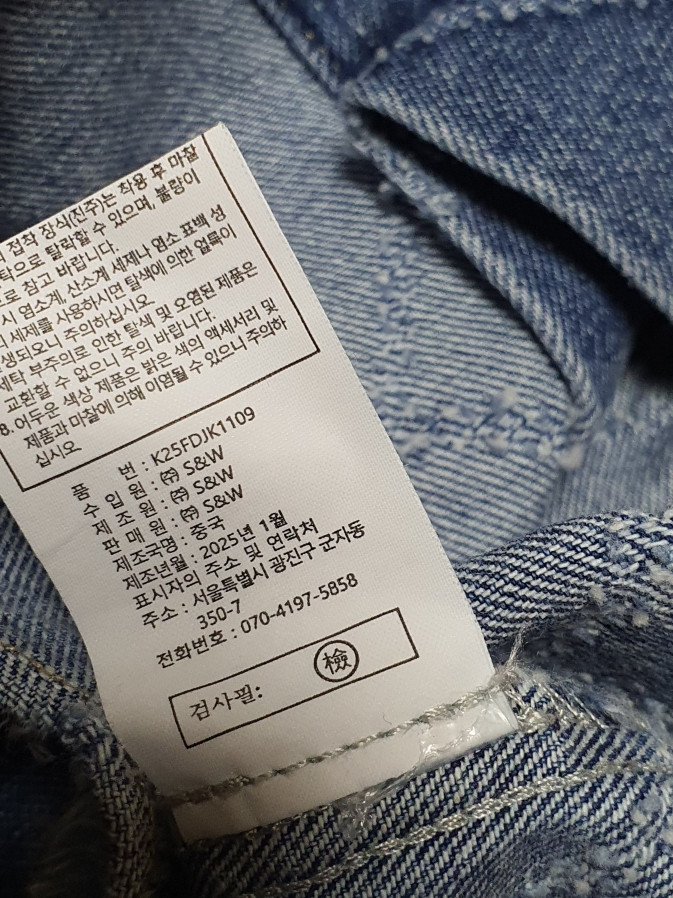 접착 장식(진주)는 착용 후 마찰
탁으로 탈락할 수 있으며, 불량이
로 참고 바랍니다.
시 염소계, 산소계 세제나 염소 표백 성
세제를 사용하시면 탈색에 의한 얼룩이
생되오니 주의하십시오.
세탁 부주의로 인한 탈색 및 오염된 제품은
교환할 수 없으니 주의 바랍니다.
8. 어두운 색상 제품은 밝은 색의 액세서리 및
제품과 마찰에 의해 이염될 수 있으니 주의하
십시오
품 번 : K25FDJK1109
수 입 원 : ㈜ S&W
제 조 원 : ㈜ S&W
판 매 원 : ㈜ S&W
제조국명 : 중국
제조년월 : 2025년 1월
표시자의 주소 및 연락처
주소 : 서울특별시 광진구 군자동
350-7
전화번호 : 070-4197-5858
검사필: 檢